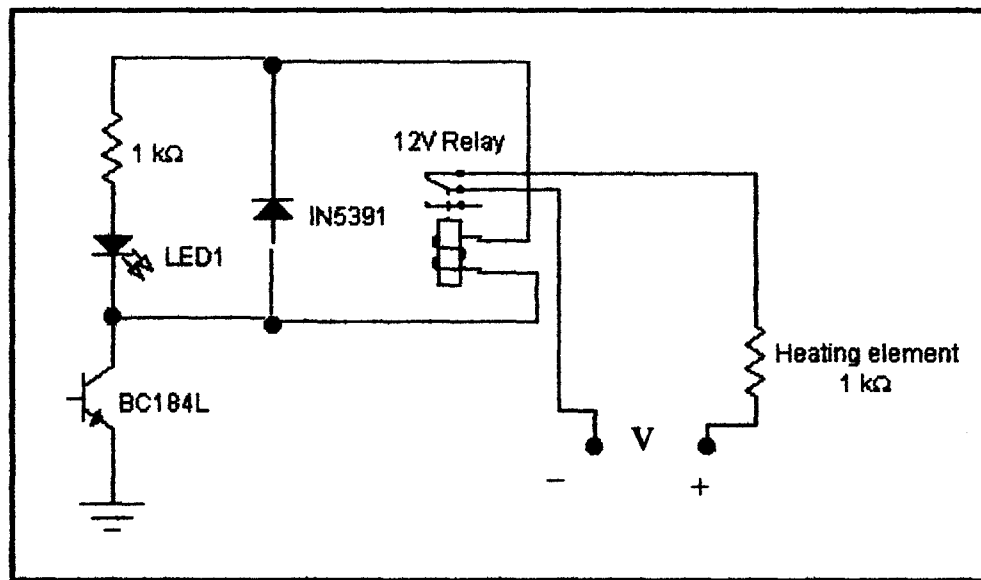 12V Relay
1 kΩ
IN5391
LED1
Heating element
1 kΩ
BC184L
V
− +